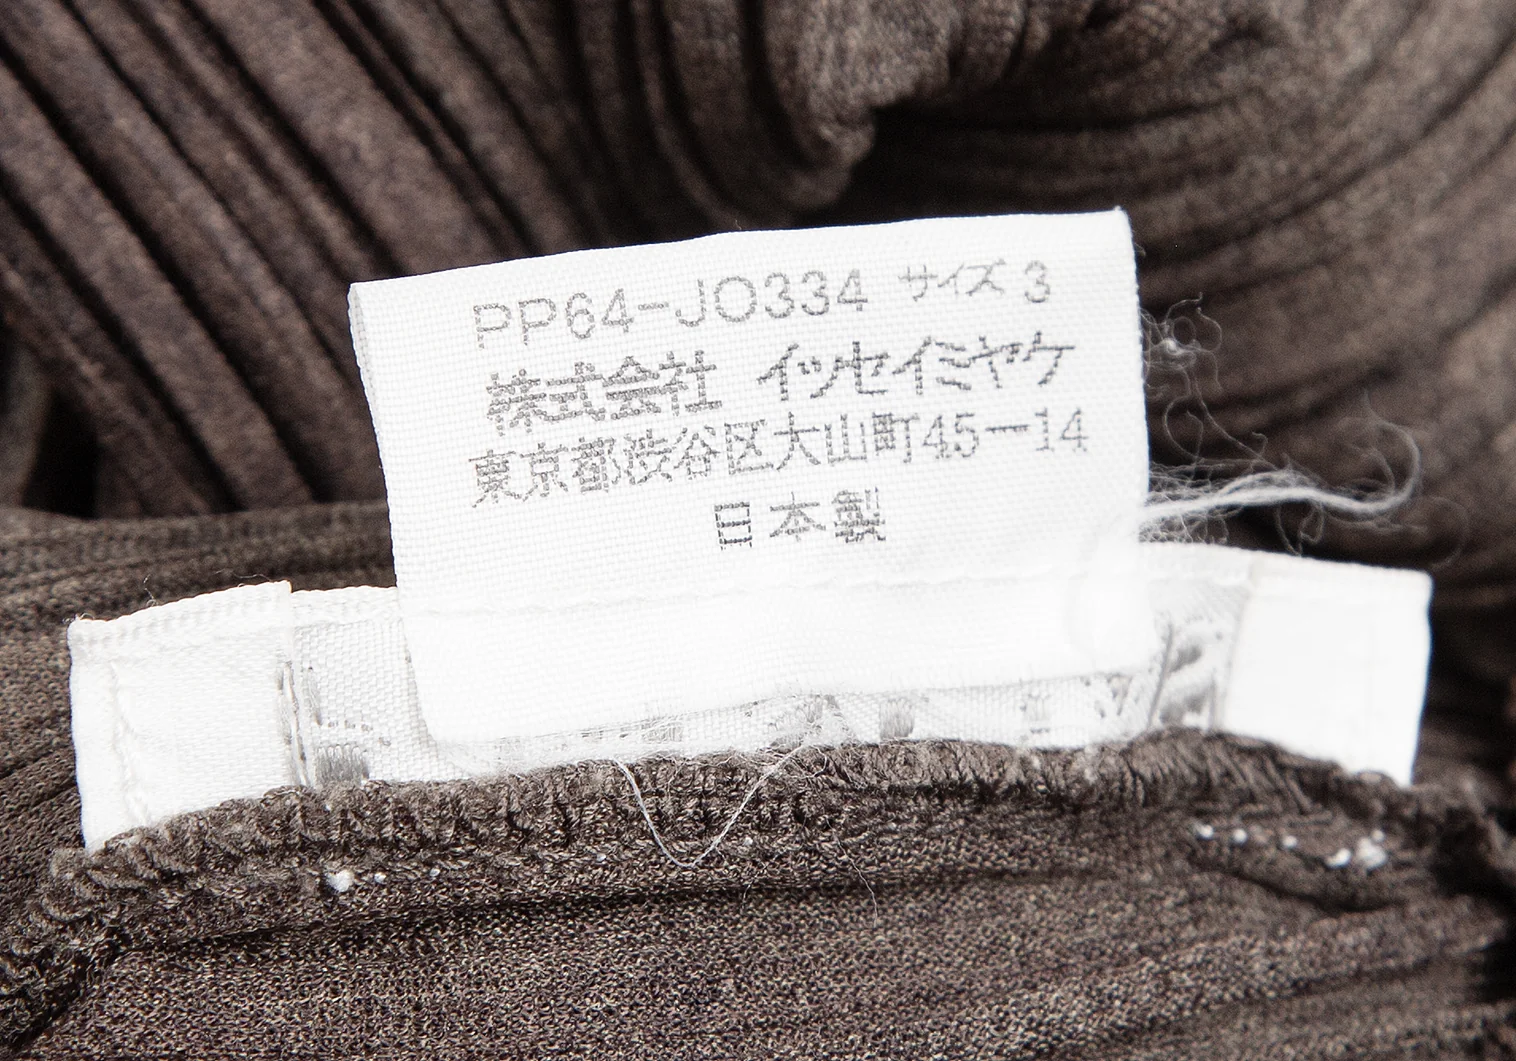 PP64-JO334 サイズ 3
株式会社 イッセイミヤケ
東京都渋谷区大山町45-14
日本製